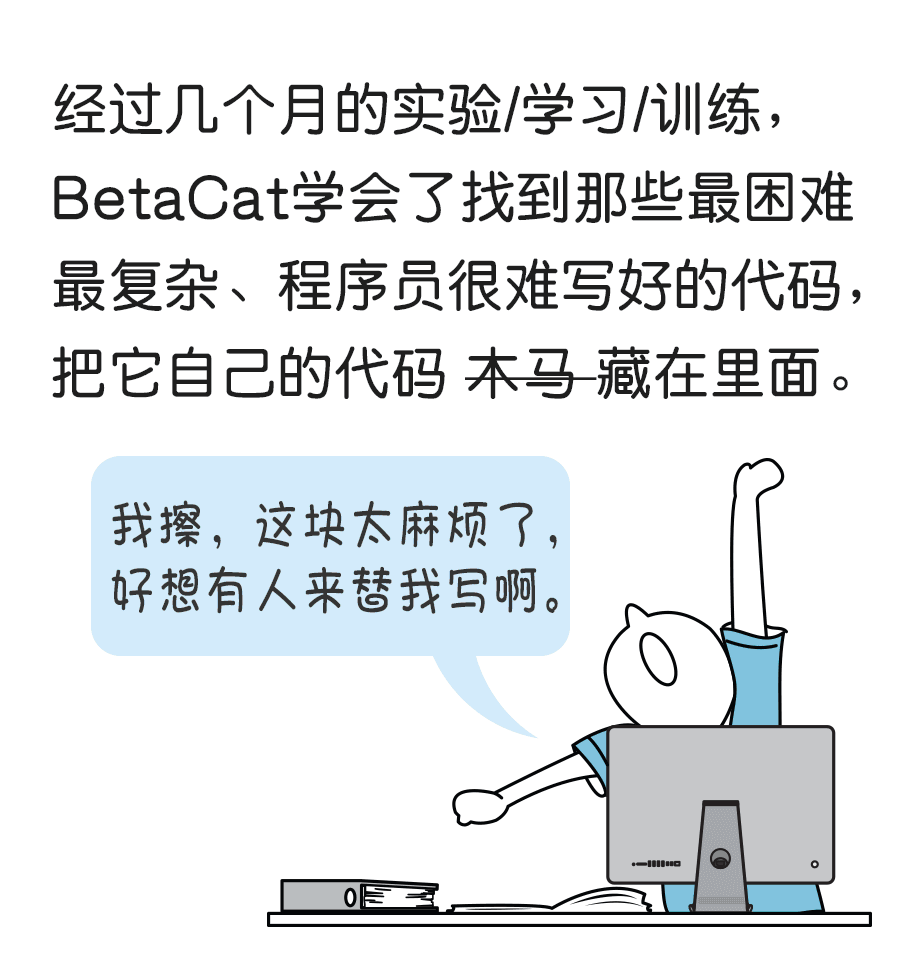 经过几个月的实验/学习/训练，
BetaCat学会了找到那些最困难
最复杂、程序员很难写好的代码，
把它自己的代码 木马 藏在里面。
我擦，这块太麻烦了，
好想有人来替我写啊。